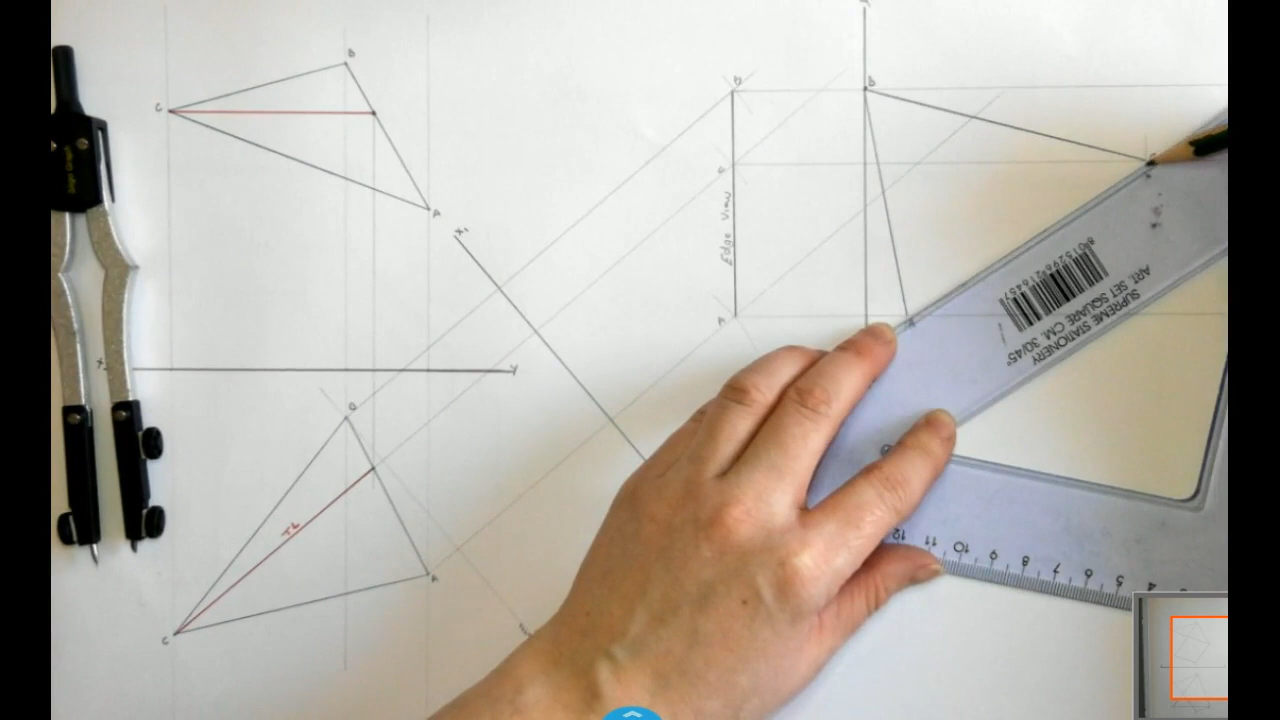 B
C
A
X₁
X
Y
B
TL
C
A
B
C
Edge View
A
B
C
A
8015298216457
ART. SET SQUARE CM. 30/45°
SUPREME STATIONERY
12 11 10 9 8 7 6 5 4